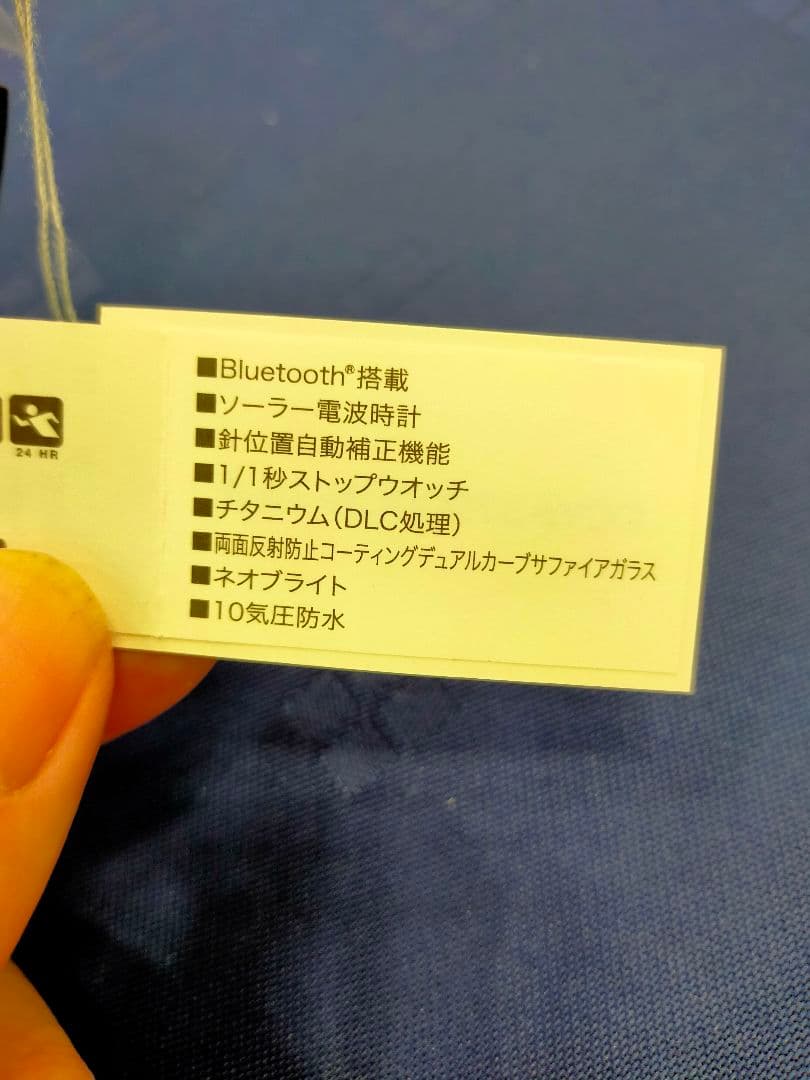 ■Bluetooth®搭載
■ソーラー電波時計
■針位置自動補正機能
■1/1秒ストップウオッチ
■チタニウム(DLC処理)
■両面反射防止コーティングデュアルカーブサファイアガラス
■ネオブライト
■10気圧防水
24 HR